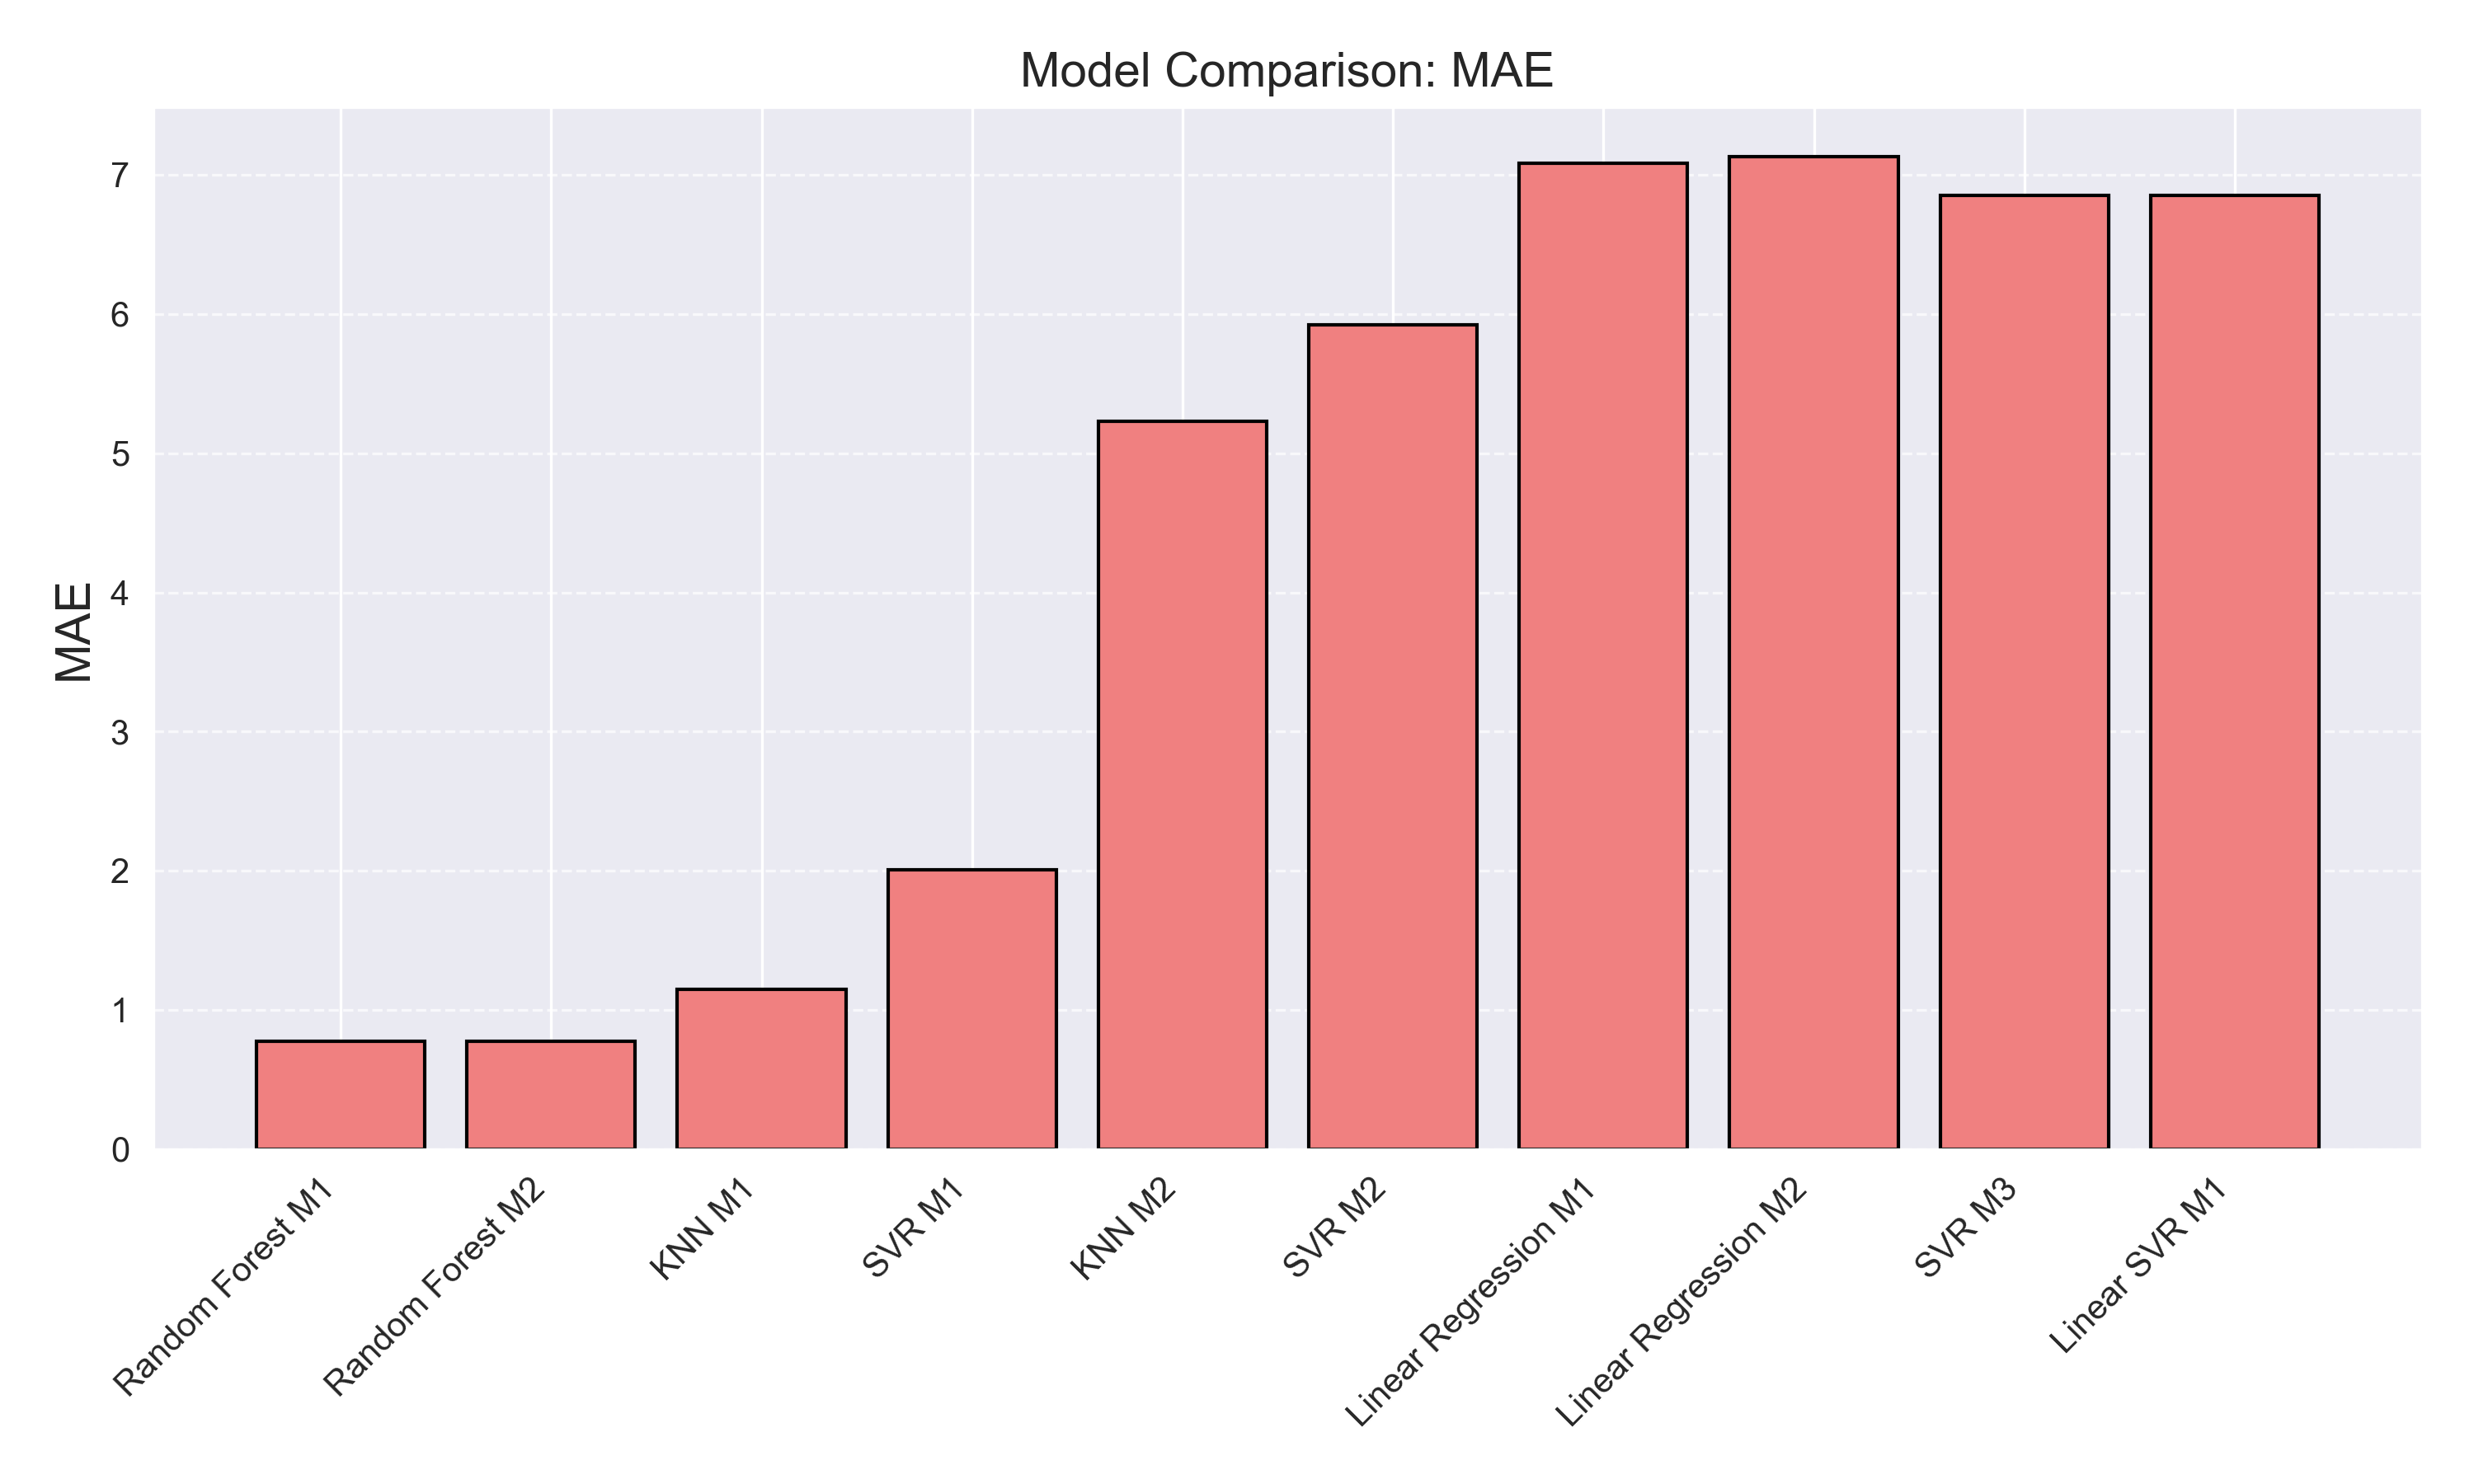 Model Comparison: MAE
MAE
7
6
5
4
3
2
1
0
Random Forest M1
Random Forest M2
KNN M1
SVR M1
KNN M2
SVR M2
Linear Regression M1
Linear Regression M2
SVR M3
Linear SVR M1